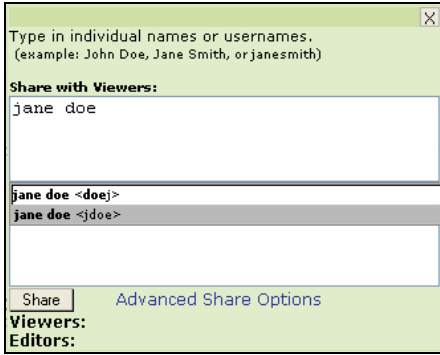 X
Type in individual names or usernames.
(example: John Doe, Jane Smith, or janesmith)
Share with Viewers:
jane doe
jane doe <doej>
jane doe <jdoe>
Share Advanced Share Options
Viewers:
Editors: